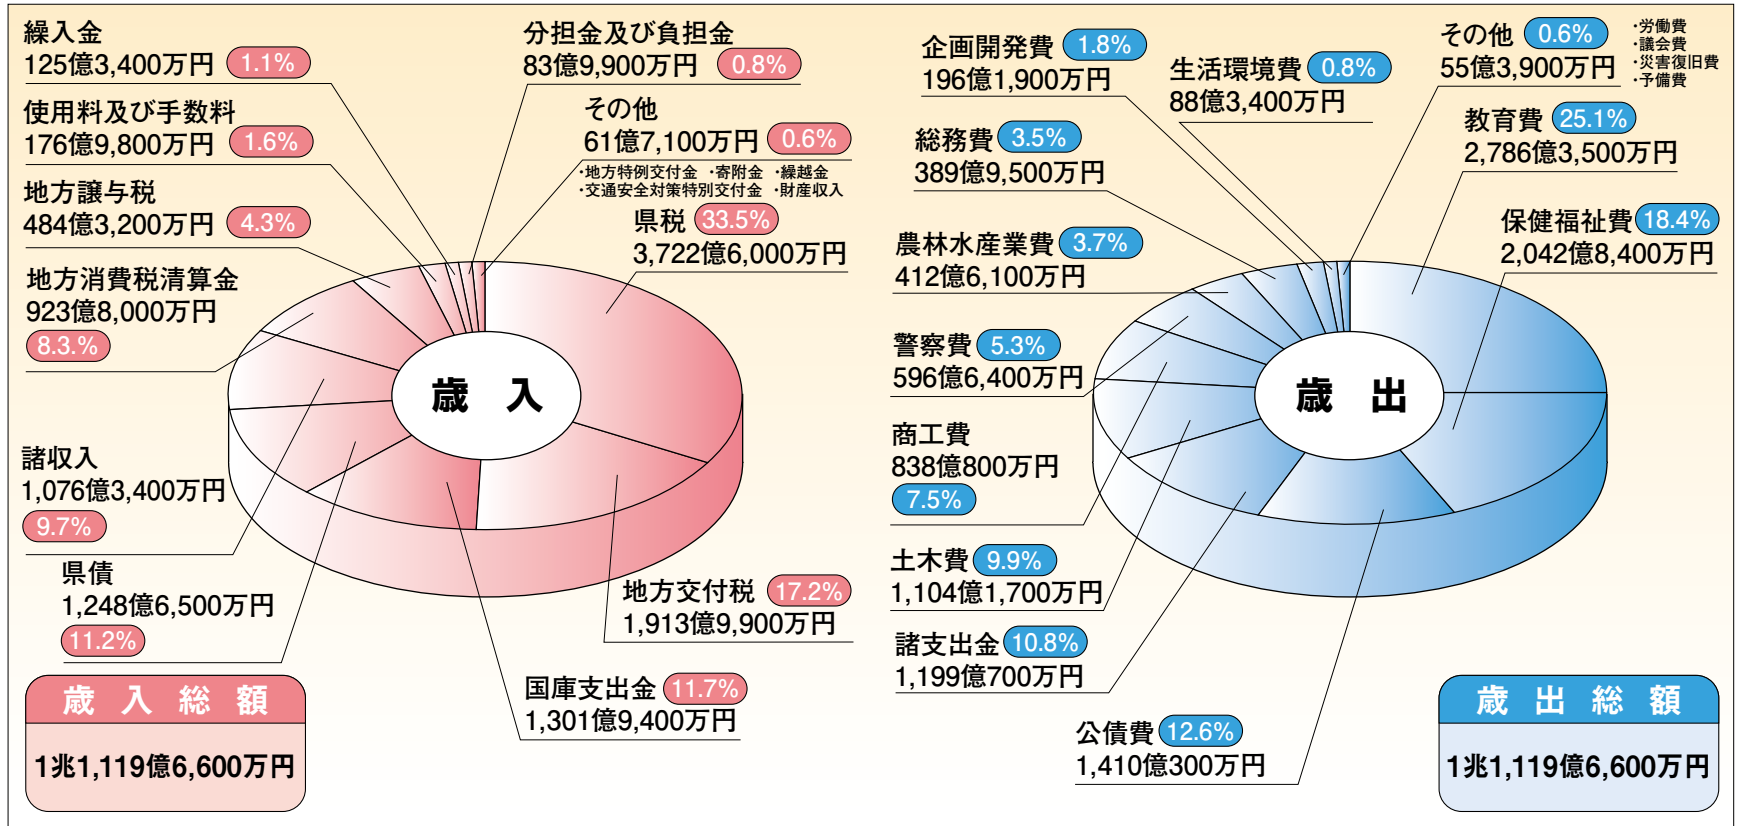 繰入金
125億3,400万円 1.1%
使用料及び手数料
176億9,800万円 1.6%
地方譲与税
484億3,200万円 4.3%
地方消費税清算金
923億8,000万円
8.3.%
諸収入
1,076億3,400万円
9.7%
県債
1,248億6,500万円
11.2%
分担金及び負担金
83億9,900万円 0.8%
その他
61億7,100万円 0.6%
・地方特例交付金 ・寄附金 ・繰越金
・交通安全対策特別交付金 ・財産収入
県税 33.5%
3,722億6,000万円
歳 入
地方交付税 17.2%
1,913億9,900万円
国庫支出金 11.7%
1,301億9,400万円
歳入総額
1兆1,119億6,600万円
企画開発費 1.8%
196億1,900万円
生活環境費 0.8%
88億3,400万円
その他 0.6%
55億3,900万円
・労働費
・議会費
・災害復旧費
・予備費
総務費 3.5%
389億9,500万円
教育費 25.1%
2,786億3,500万円
農林水産業費 3.7%
412億6,100万円
保健福祉費 18.4%
2,042億8,400万円
警察費 5.3%
596億6,400万円
商工費
838億800万円
7.5%
歳 出
土木費 9.9%
1,104億1,700万円
諸支出金 10.8%
1,199億700万円
公債費 12.6%
1,410億300万円
歳出総額
1兆1,119億6,600万円